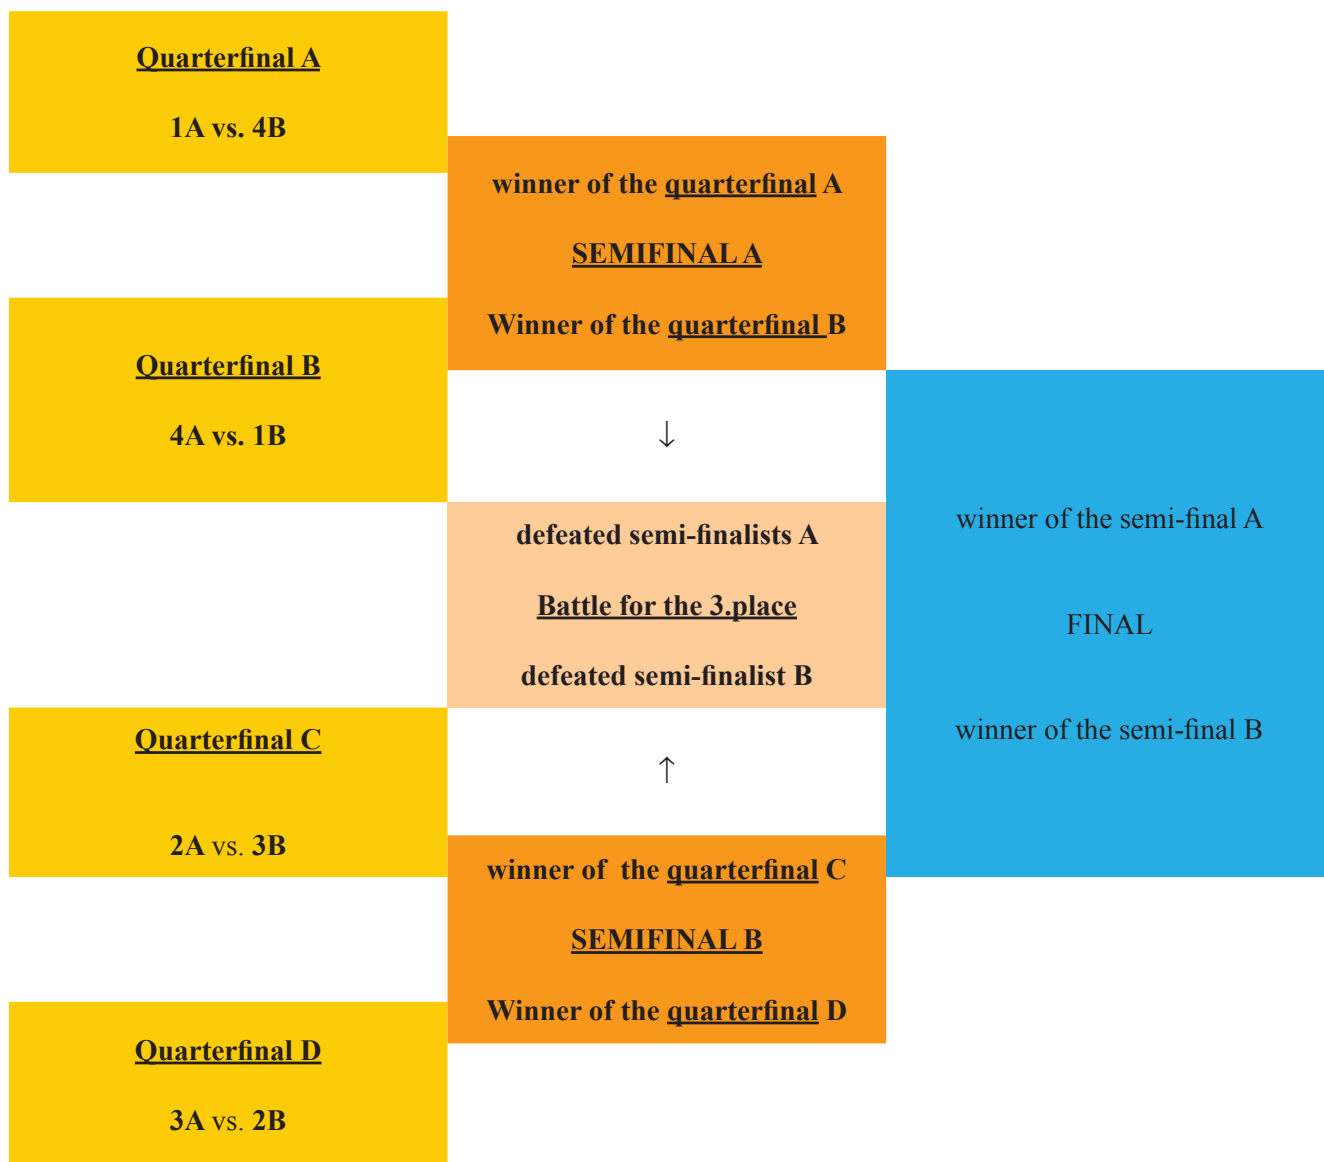 Quarterfinal A
1A vs. 4B
winner of the quarterfinal A
SEMIFINAL A
Winner of the quarterfinal B
Quarterfinal B
4A vs. 1B
↓
defeated semi-finalists A
Battle for the 3.place
defeated semi-finalist B
winner of the semi-final A
FINAL
winner of the semi-final B
Quarterfinal C
2A vs. 3B
↑
winner of  the quarterfinal C
SEMIFINAL B
Winner of the quarterfinal D
Quarterfinal D
3A vs. 2B